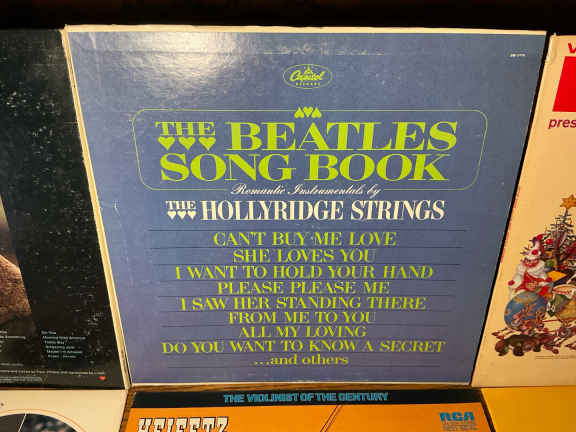 Capitol
RECORDS
THE BEATLES
SONG BOOK
Romantic Instrumentals by
THE HOLLYRIDGE STRINGS
CAN'T BUY ME LOVE
SHE LOVES YOU
I WANT TO HOLD YOUR HAND
PLEASE PLEASE ME
I SAW HER STANDING THERE
FROM ME TO YOU
ALL MY LOVING
DO YOU WANT TO KNOW A SECRET
...and others
pres
THE VIOLINIST OF THE CENTURY
HEIFETZ
RCA